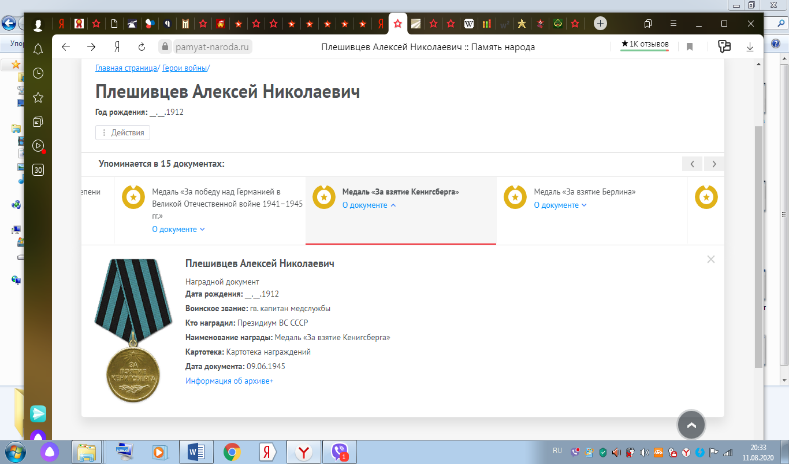 pamyat-naroda.ru
Плешивцев Алексей Николаевич :: Память народа
★1K отзывов
Главная страница/ Герои войны/
Плешивцев Алексей Николаевич
Год рождения: __.__.1912
Действия
Упоминается в 15 документах:
епени
Медаль «За победу над Германией в
Великой Отечественной войне 1941–1945
гг.»
О документе
Медаль «За взятие Кенигсберга»
О документе
Медаль «За взятие Берлина»
О документе
Плешивцев Алексей Николаевич
Наградной документ
Дата рождения: __.__.1912
Воинское звание: гв. капитан медслужбы
Кто наградил: Президиум ВС СССР
Наименование награды: Медаль «За взятие Кенигсберга»
Картотека: Картотека награждений
Дата документа: 09.06.1945
Информация об архиве+
ЗА
ВЗЯТИЕ
КЕНИГСБЕРГА
Упо
30
RU
20:33
11.08.2020